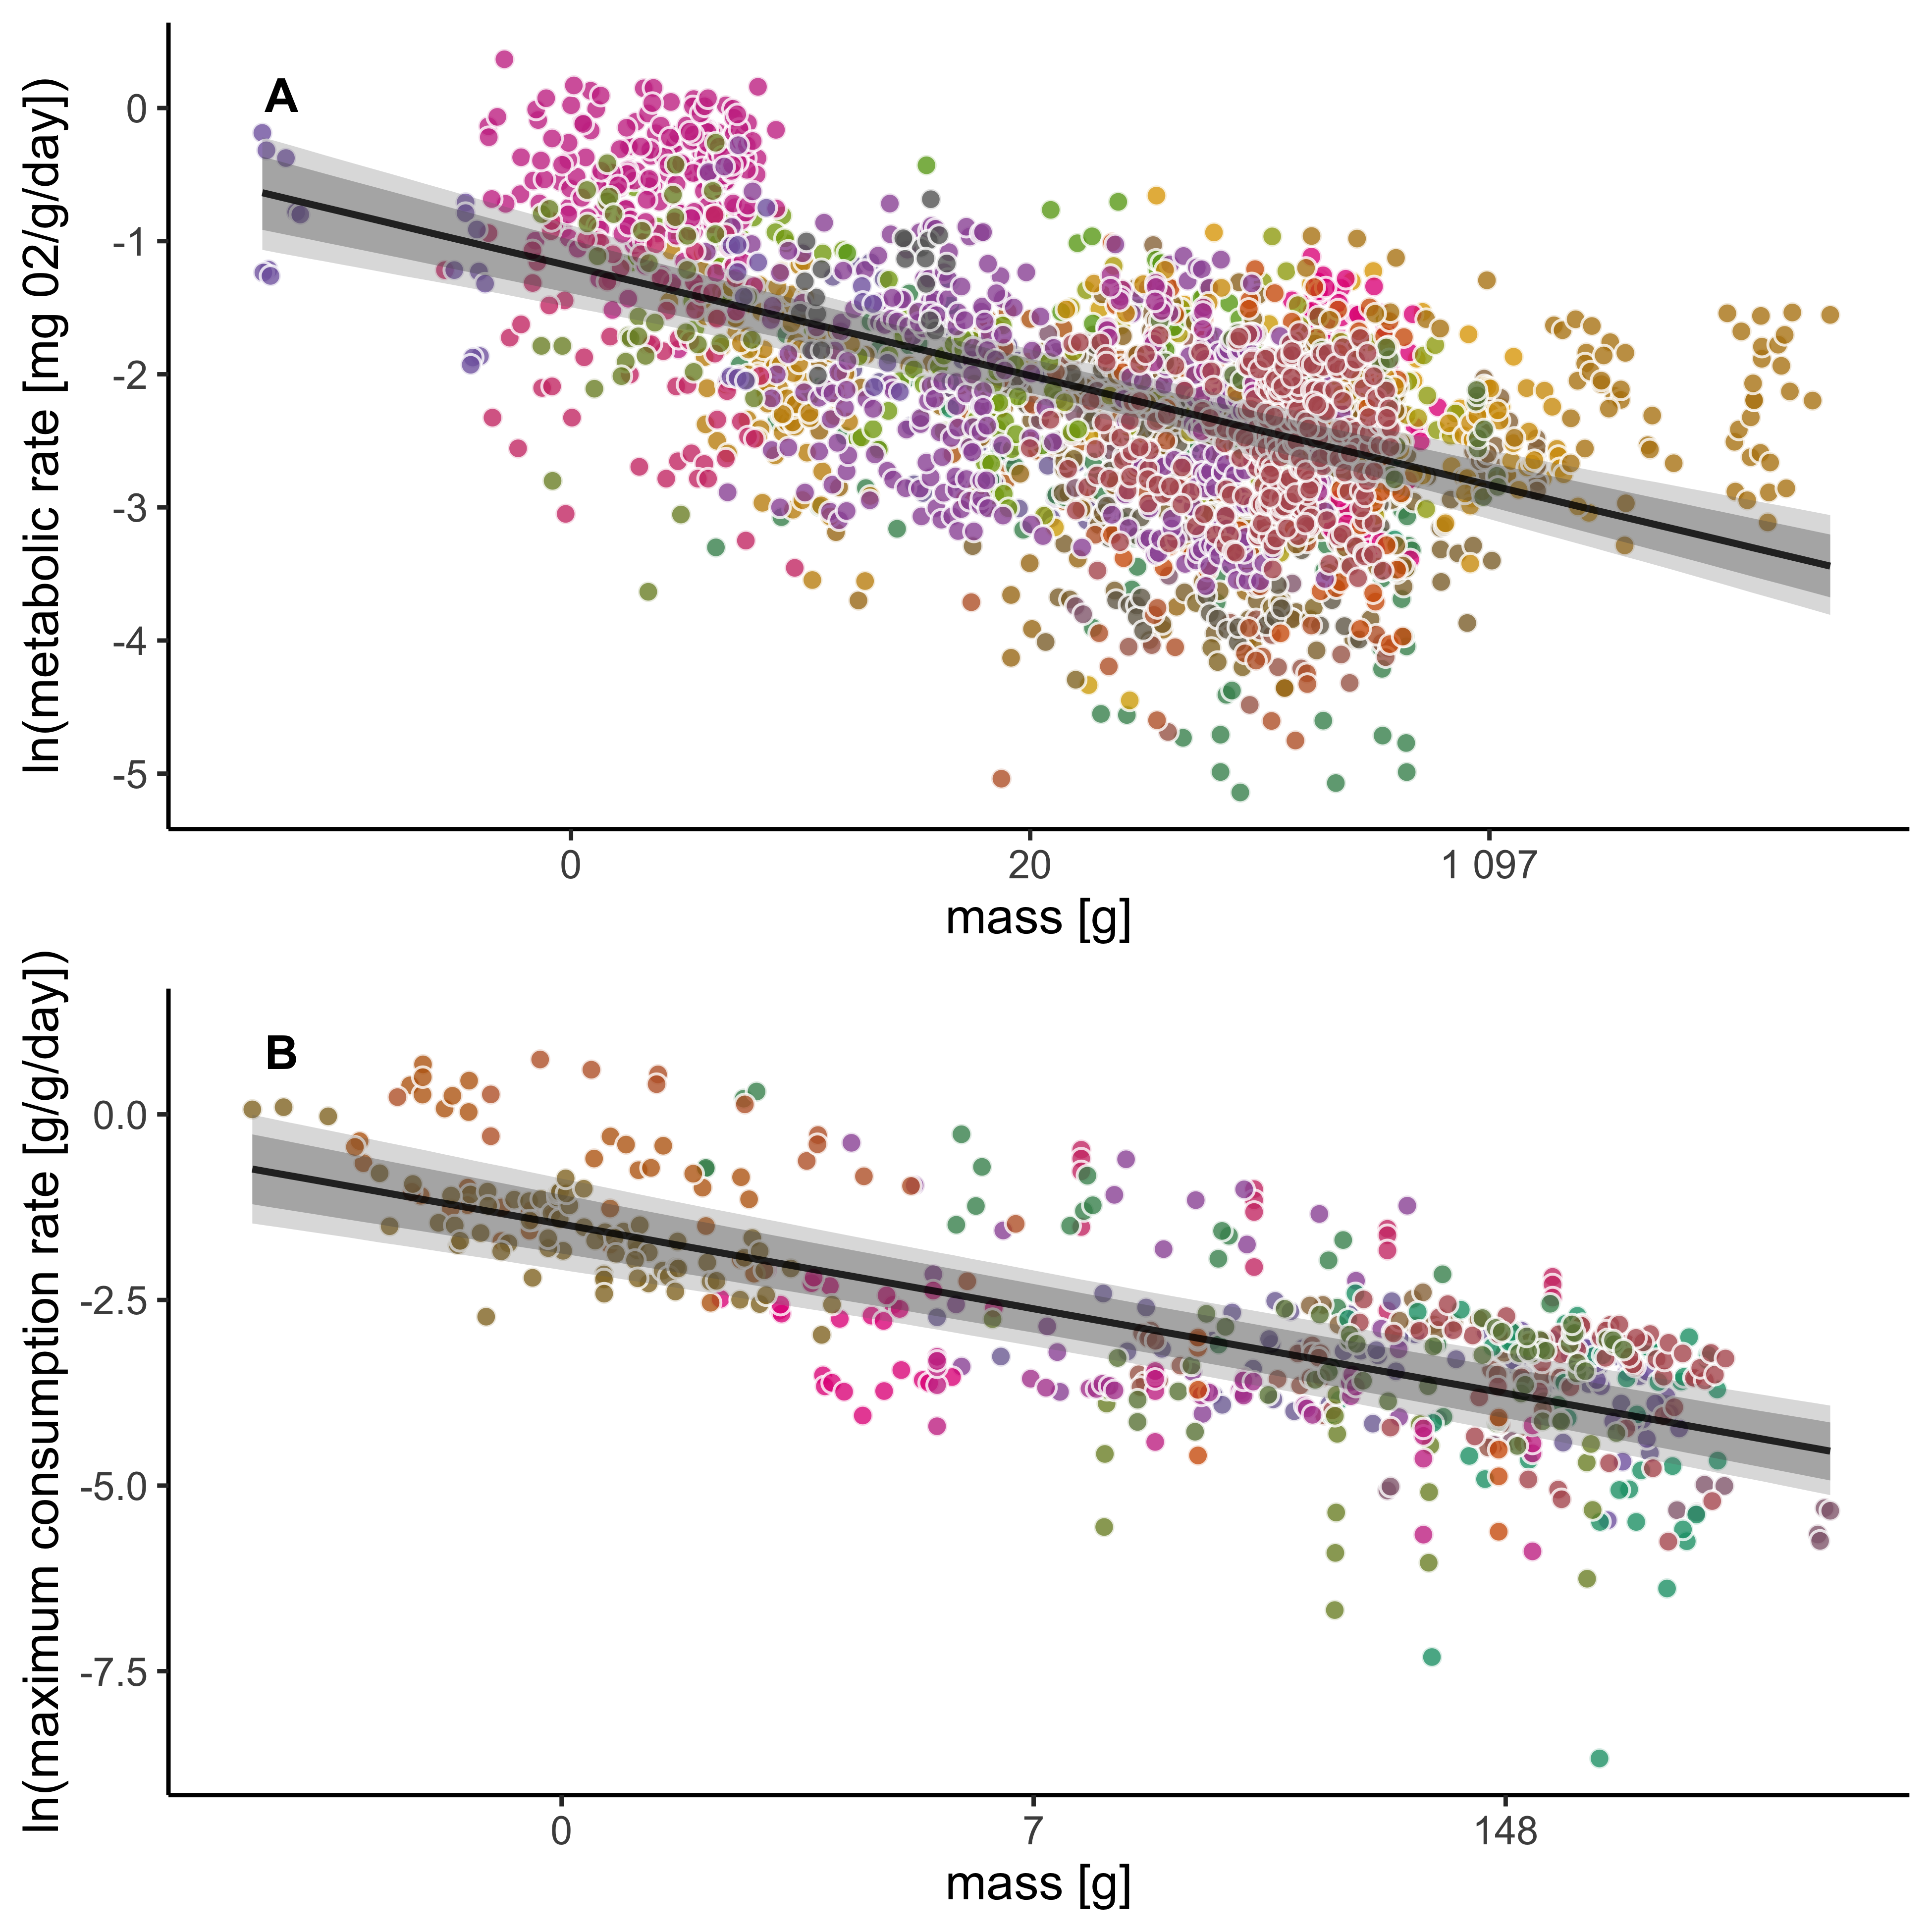 A
ln(metabolic rate [mg 02/g/day])
0
-1
-2
-3
-4
-5
0 20 1 097
mass [g]
B
ln(maximum consumption rate [g/g/day])
0.0
-2.5
-5.0
-7.5
0 7 148
mass [g]